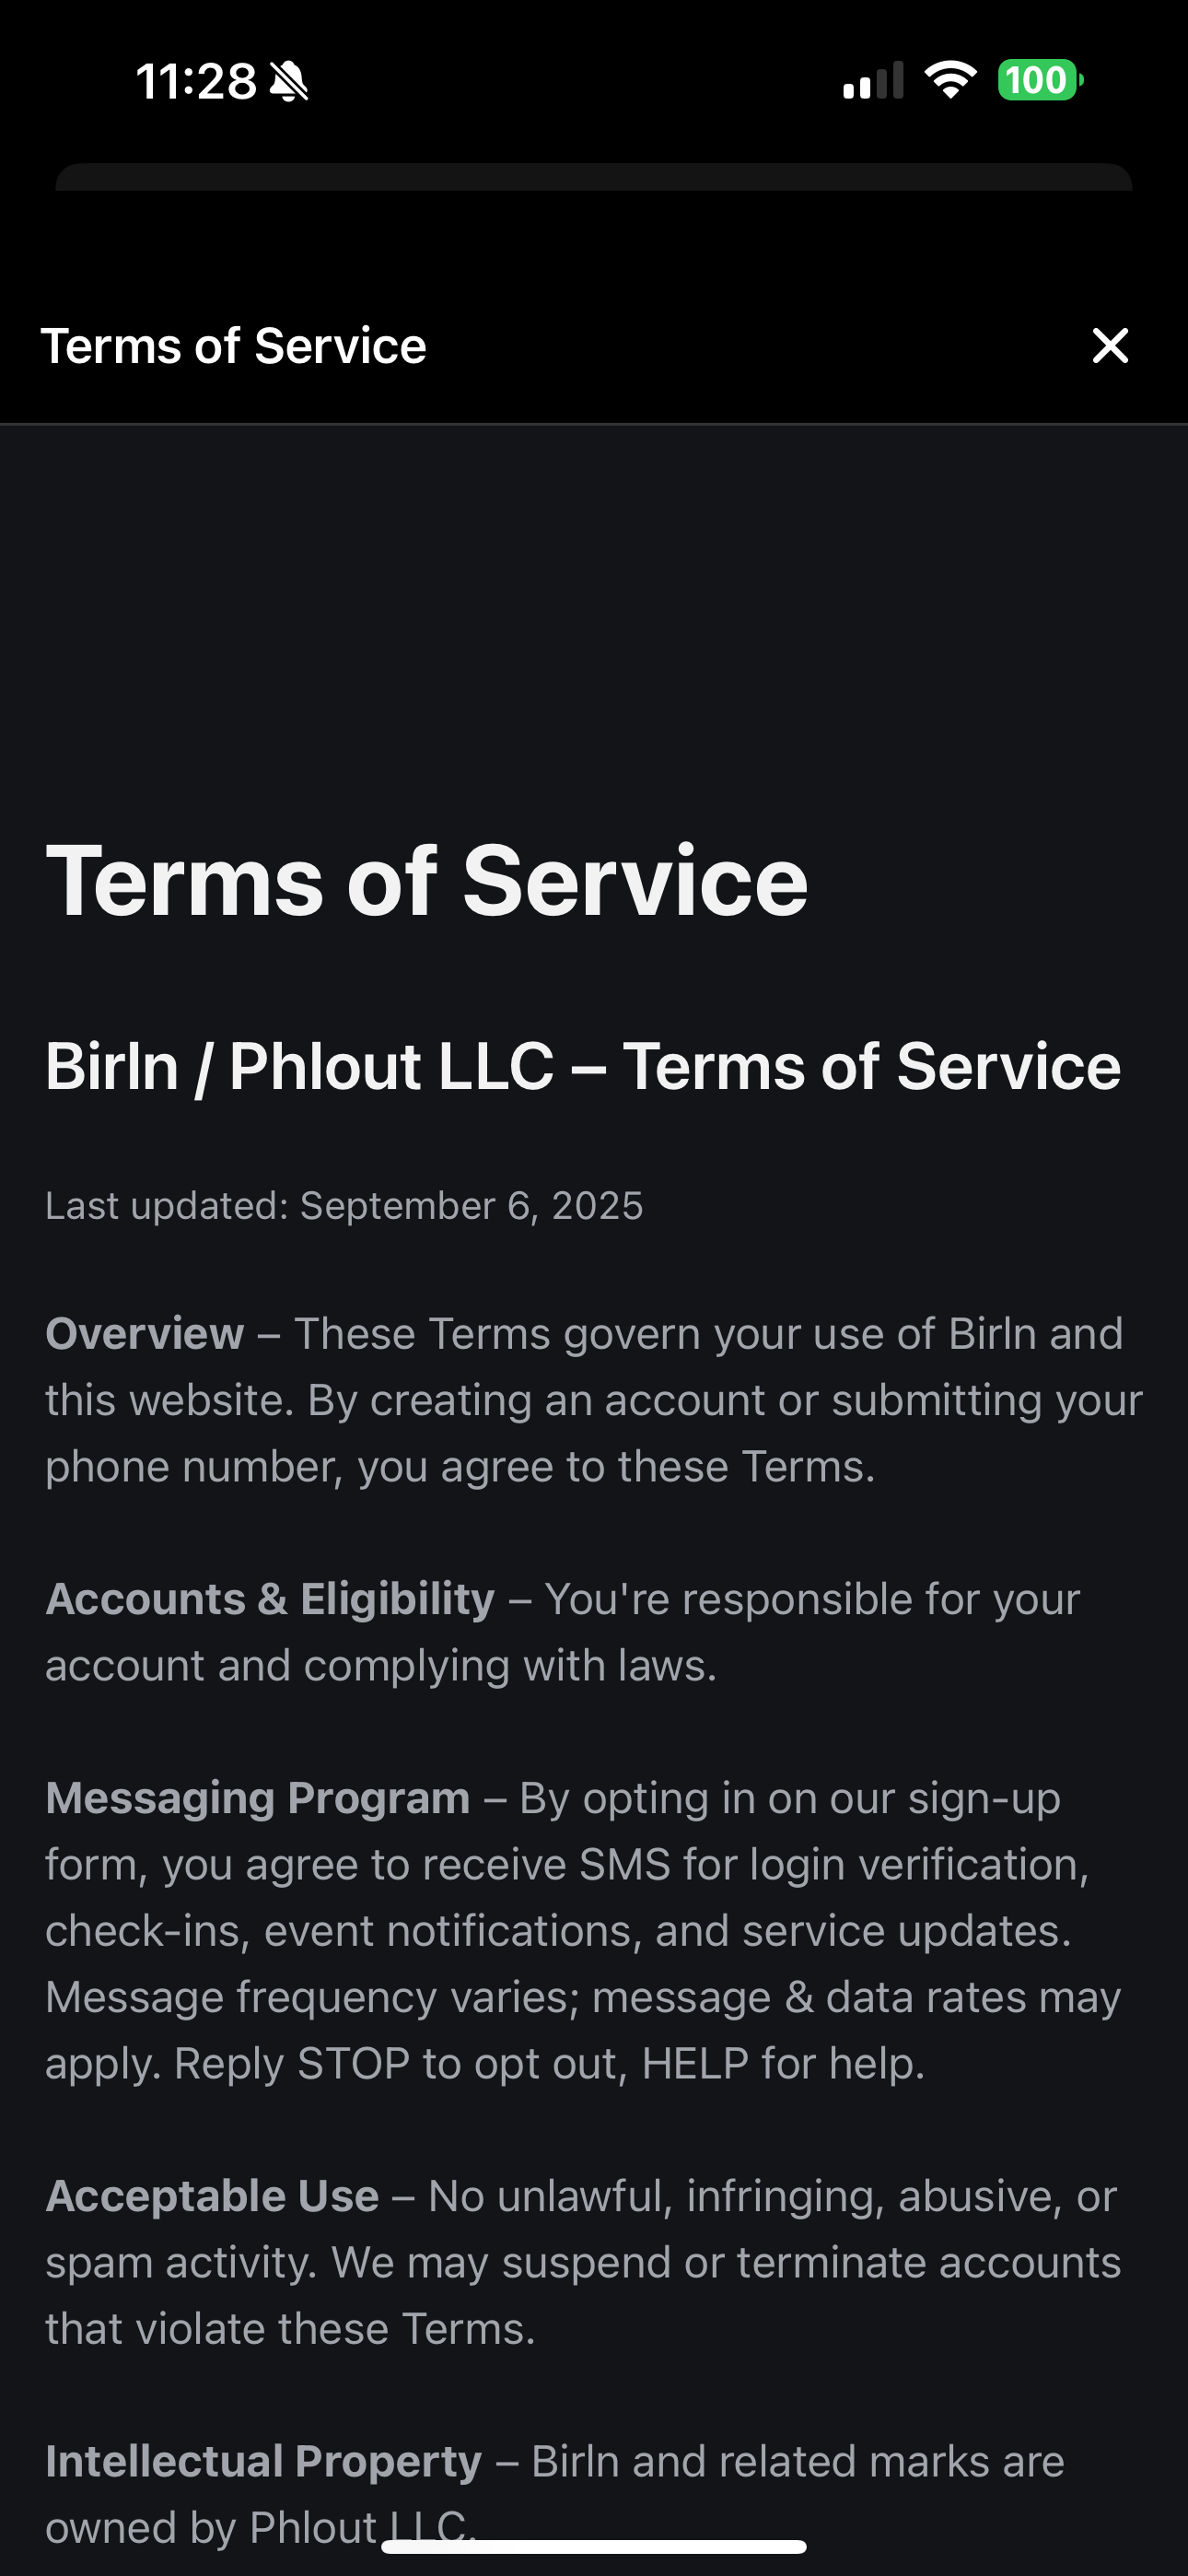 11:28
100
Terms of Service
Terms of Service
Birln / Phlout LLC – Terms of Service
Last updated: September 6, 2025
Overview – These Terms govern your use of Birln and
this website. By creating an account or submitting your
phone number, you agree to these Terms.
Accounts & Eligibility – You're responsible for your
account and complying with laws.
Messaging Program – By opting in on our sign-up
form, you agree to receive SMS for login verification,
check-ins, event notifications, and service updates.
Message frequency varies; message & data rates may
apply. Reply STOP to opt out, HELP for help.
Acceptable Use – No unlawful, infringing, abusive, or
spam activity. We may suspend or terminate accounts
that violate these Terms.
Intellectual Property – Birln and related marks are
owned by Phlout LLC.